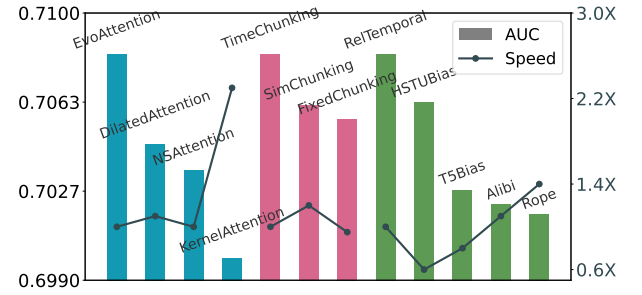 0.7100
0.7063
0.7027
0.6990
3.0X
2.2X
1.4X
0.6X
EvoAttention
DilatedAttention
NSAttention
KernelAttention
TimeChunking
SimChunking
FixedChunking
RelTemporal
HSTUBias
T5Bias
Alibi
Rope
AUC
Speed